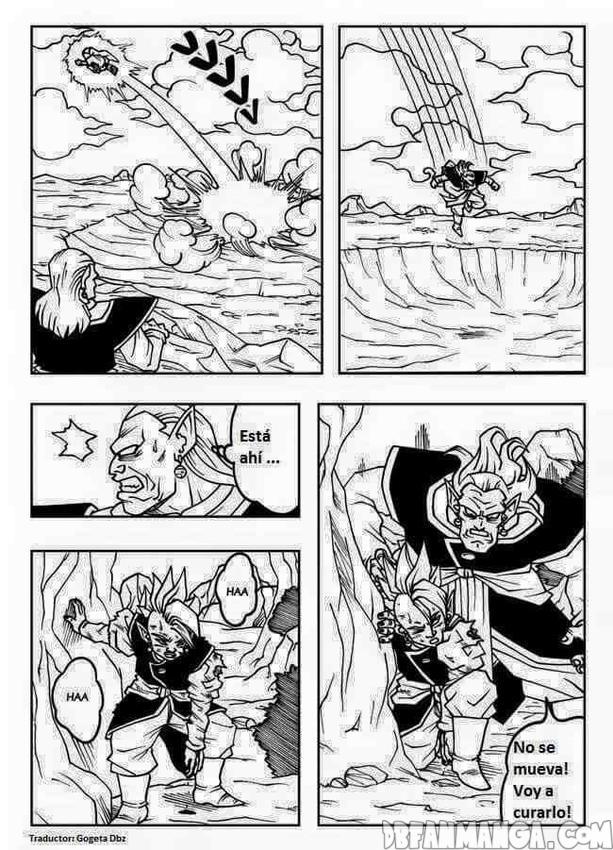 Está
ahí ...
HAA
HAA
No se
mueva!
Voy a
curarlo!
Traductor: Gogeta Dbz
DBFANMANGA.COM